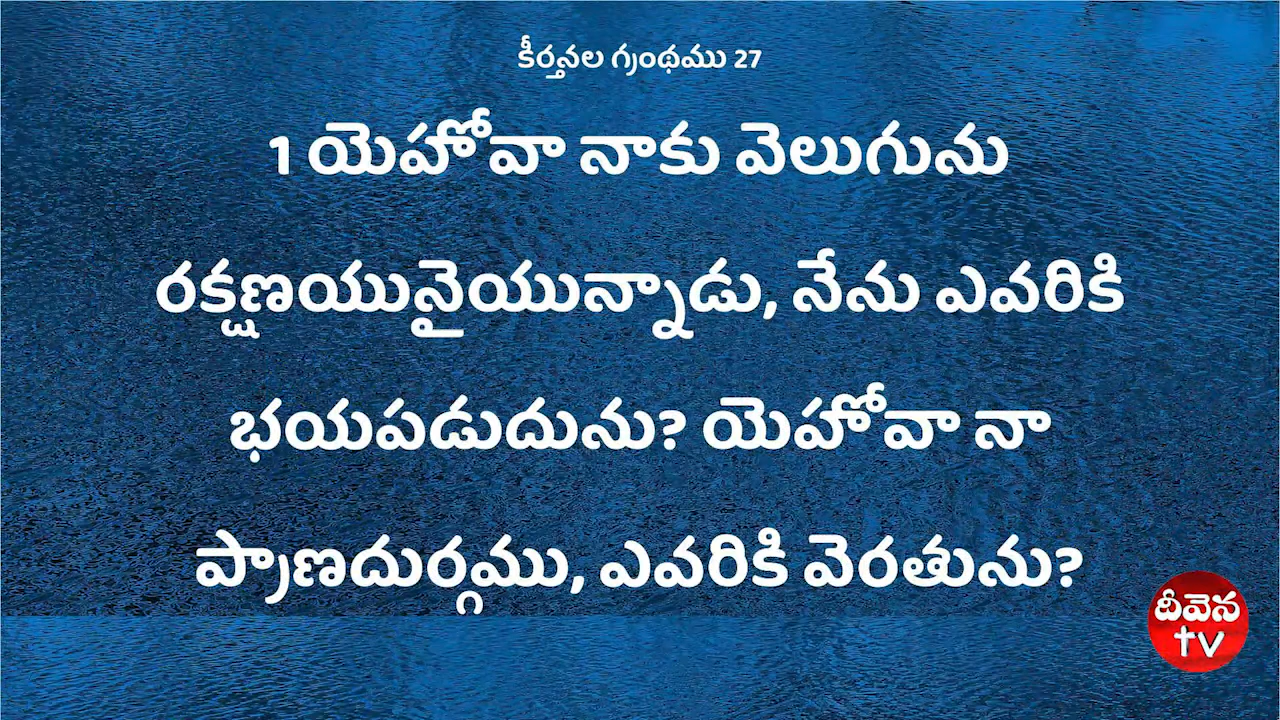 కీర్తనల గ్రంథము 27
1 యెహోవా నాకు వెలుగును
రక్షణయునైయున్నాడు, నేను ఎవరికి
భయపడుదును? యెహోవా నా
ప్రాణదుర్గము, ఎవరికి వెరతును?
దీవెన
tv